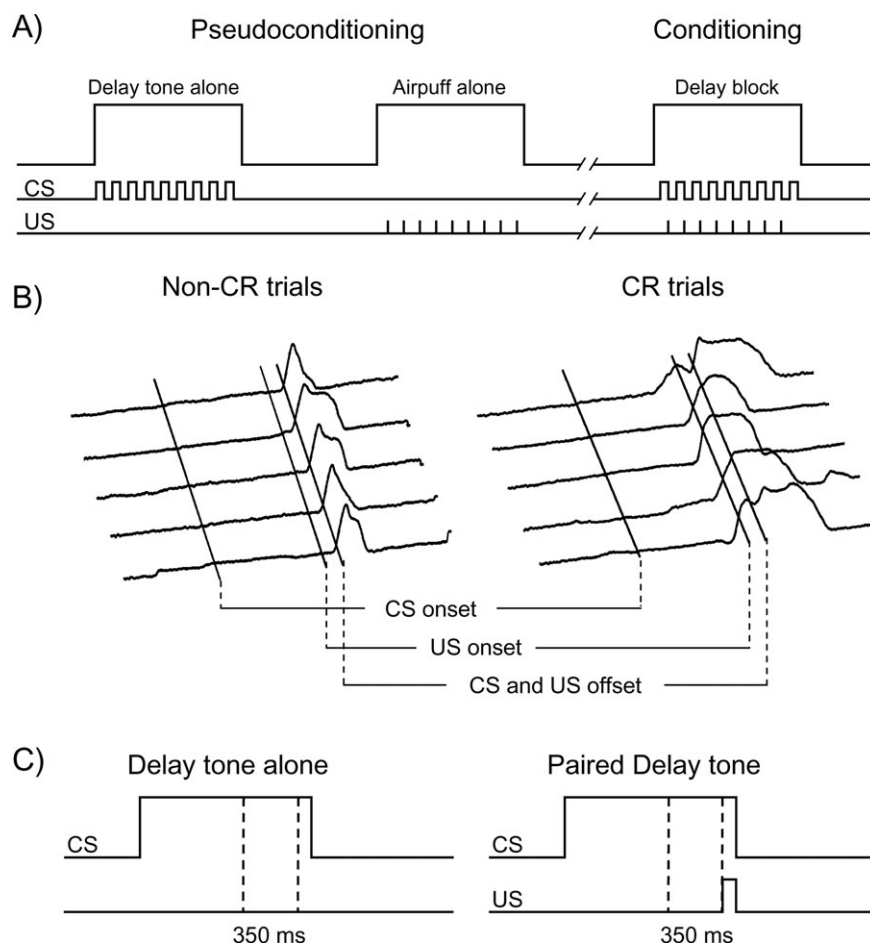 A)
Pseudoconditioning
Conditioning
Delay tone alone
Airpuff alone
Delay block
CS
US
B)
Non-CR trials
CR trials
CS onset
US onset
CS and US offset
C)
Delay tone alone
Paired Delay tone
CS
CS
US
350 ms
350 ms